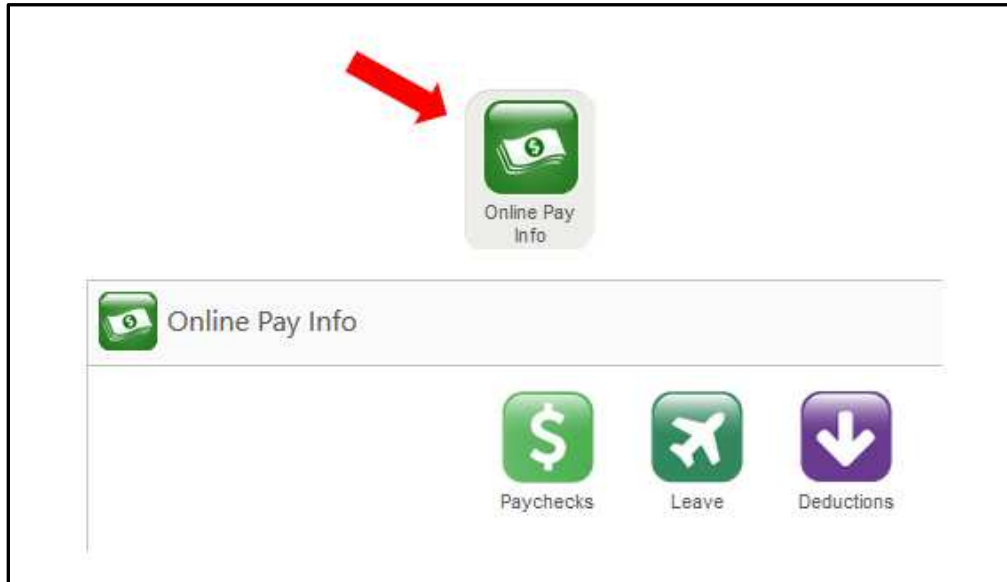 Online Pay
Info
Online Pay Info
Paychecks
Leave
Deductions